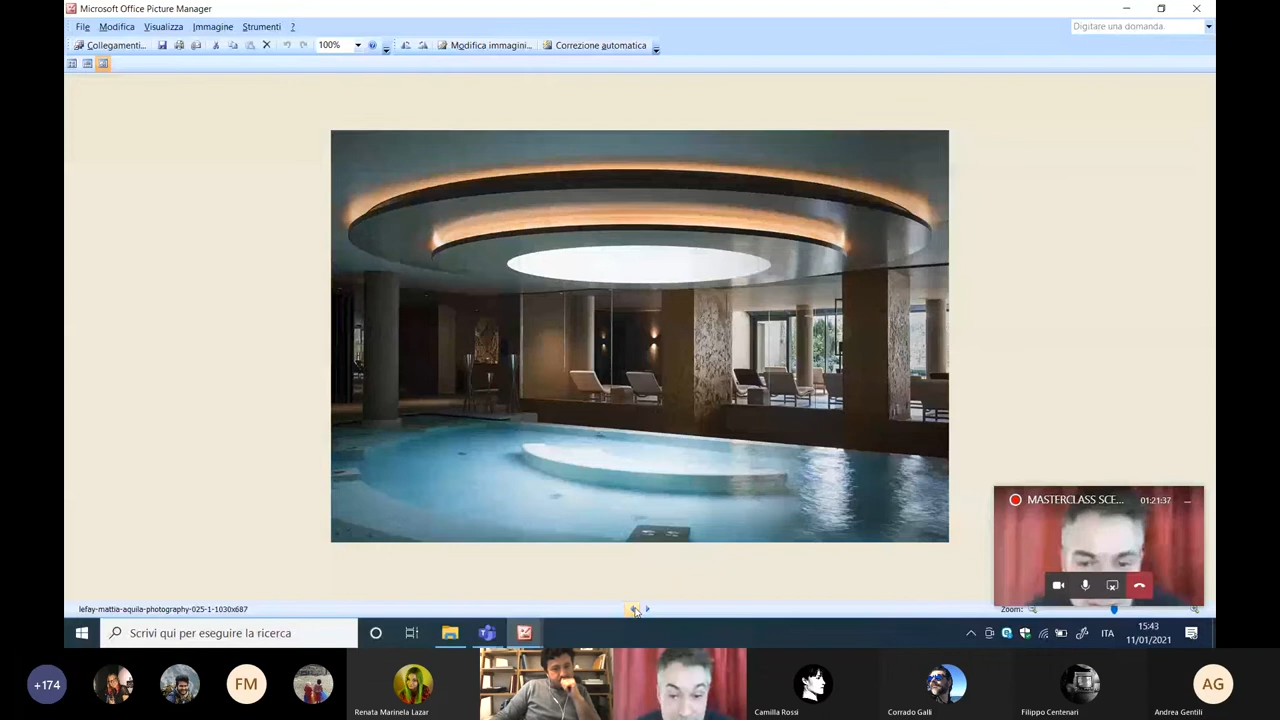 Microsoft Office Picture Manager
File Modifica Visualizza Immagine Strumenti ?
Digitare una domanda.
Collegamenti... 100% Modifica immagini... Correzione automatica
MASTERCLASS SCE... 01:21:37
lefay-mattia-aquila-photography-025-1-1030x687
Zoom:
Scrivi qui per eseguire la ricerca
ITA
15:43
11/01/2021
+174
FM
AG
Renata Marinela Lazar
Camilla Rossi
Corrado Galli
Filippo Centenari
Andrea Gentili